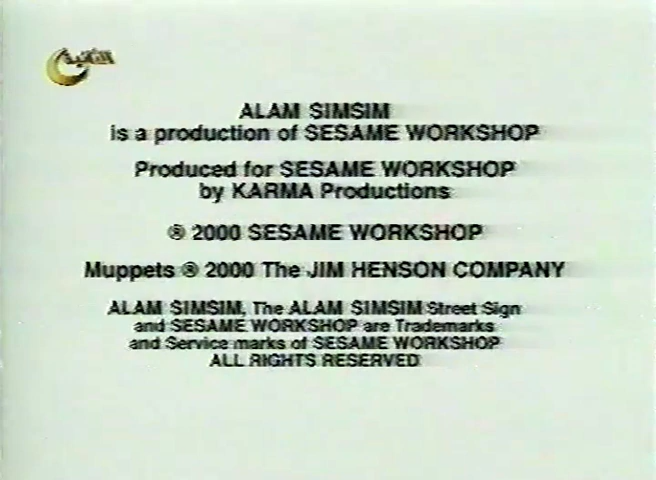 الثانية
ALAM SIMSIM
is a production of SESAME WORKSHOP
Produced for SESAME WORKSHOP
by KARMA Productions
® 2000 SESAME WORKSHOP
Muppets ® 2000 The JIM HENSON COMPANY
ALAM SIMSIM, The ALAM SIMSIM Street Sign
and SESAME WORKSHOP are Trademarks
and Service marks of SESAME WORKSHOP
ALL RIGHTS RESERVED